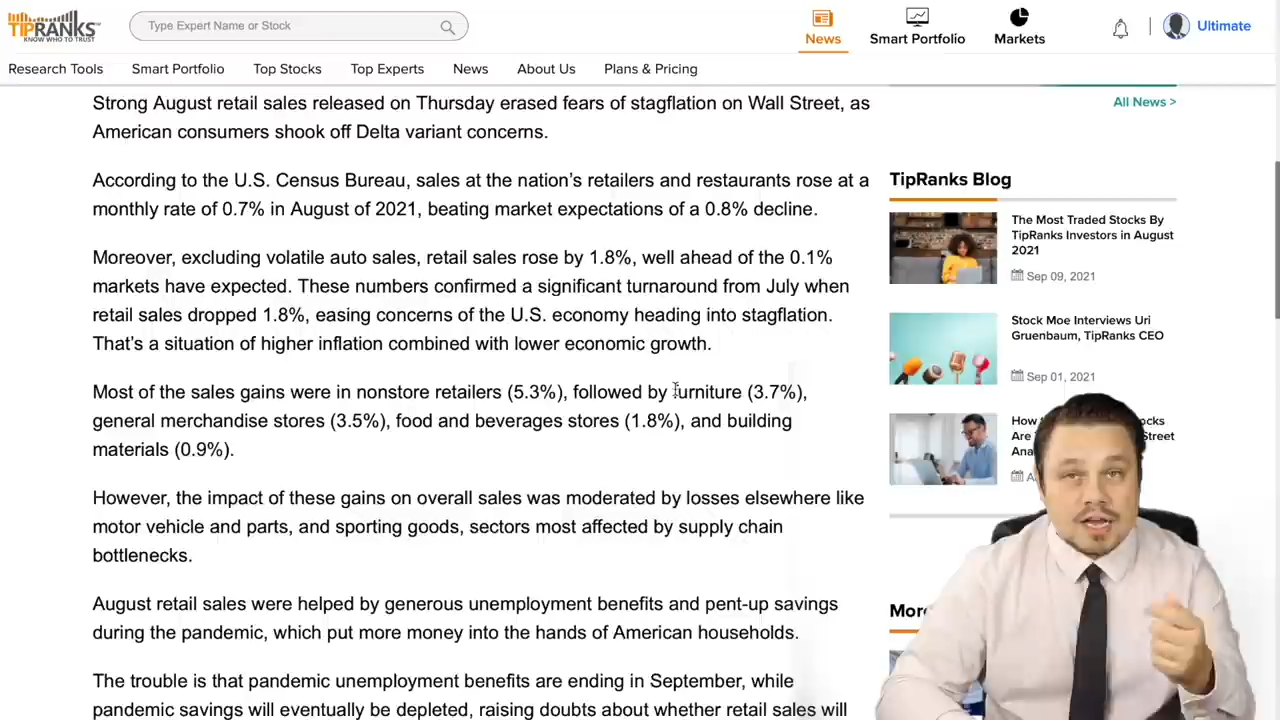 TIPRANKS
KNOW WHO TO TRUST
Type Expert Name or Stock
News
Smart Portfolio
Markets
Ultimate
Research Tools
Smart Portfolio
Top Stocks
Top Experts
News
About Us
Plans & Pricing
Strong August retail sales released on Thursday erased fears of stagflation on Wall Street, as
American consumers shook off Delta variant concerns.
According to the U.S. Census Bureau, sales at the nation's retailers and restaurants rose at a
monthly rate of 0.7% in August of 2021, beating market expectations of a 0.8% decline.
Moreover, excluding volatile auto sales, retail sales rose by 1.8%, well ahead of the 0.1%
markets have expected. These numbers confirmed a significant turnaround from July when
retail sales dropped 1.8%, easing concerns of the U.S. economy heading into stagflation.
That's a situation of higher inflation combined with lower economic growth.
Most of the sales gains were in nonstore retailers (5.3%), followed by furniture (3.7%),
general merchandise stores (3.5%), food and beverages stores (1.8%), and building
materials (0.9%).
However, the impact of these gains on overall sales was moderated by losses elsewhere like
motor vehicle and parts, and sporting goods, sectors most affected by supply chain
bottlenecks.
August retail sales were helped by generous unemployment benefits and pent-up savings
during the pandemic, which put more money into the hands of American households.
The trouble is that pandemic unemployment benefits are ending in September, while
pandemic savings will eventually be depleted, raising doubts about whether retail sales will
All News >
TipRanks Blog
The Most Traded Stocks By
TipRanks Investors in August
2021
Sep 09, 2021
Stock Moe Interviews Uri
Gruenbaum, TipRanks CEO
Sep 01, 2021
How
Are